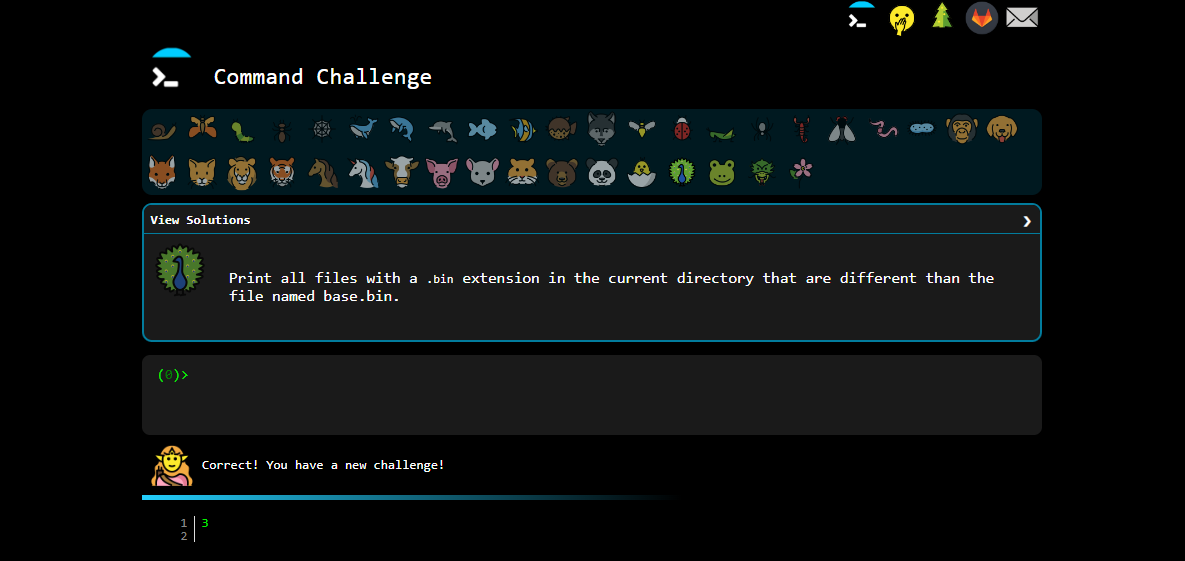 Command Challenge
View Solutions
Print all files with a .bin extension in the current directory that are different than the
file named base.bin.
(0)>
Correct! You have a new challenge!
1 3
2